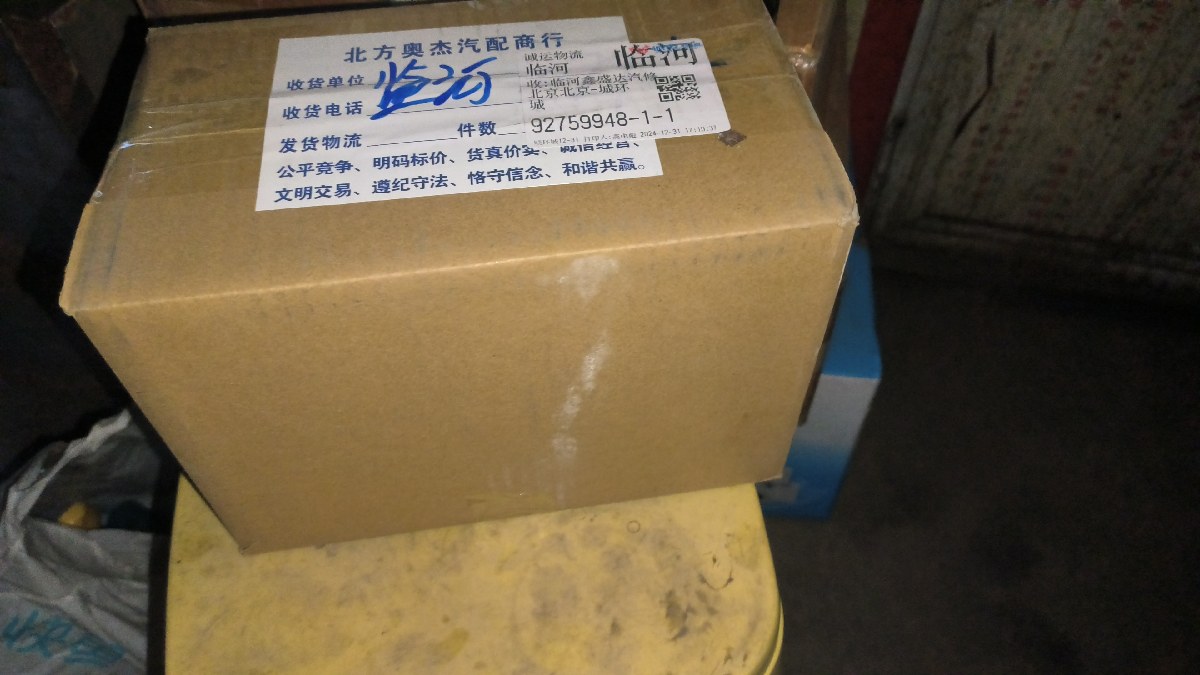 北方奥杰汽配商行
收货单位 临河
收货电话
发货物流 件数
公平竞争、明码标价、货真价实、诚信经营、
文明交易、遵纪守法、恪守信念、和谐共赢。
诚运物流
临河
临河
收:临河鑫盛达汽修
北京北京-城环
城
92759948-1-1
2024-12-31